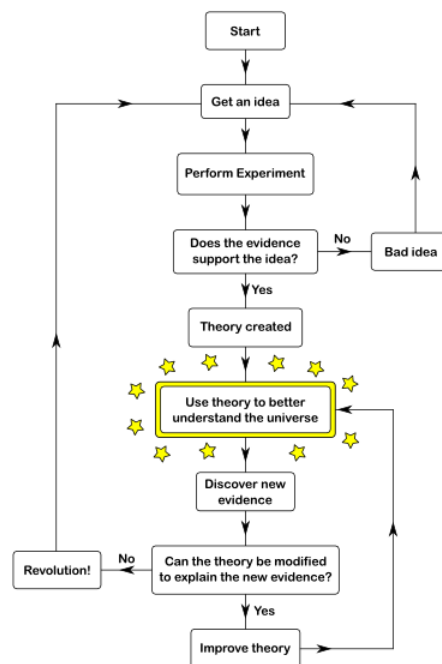 Start
Get an idea
Perform Experiment
Does the evidence
support the idea?
No
Bad idea
Yes
Theory created
Use theory to better
understand the universe
Discover new
evidence
Can the theory be modified
to explain the new evidence?
No
Revolution!
Yes
Improve theory